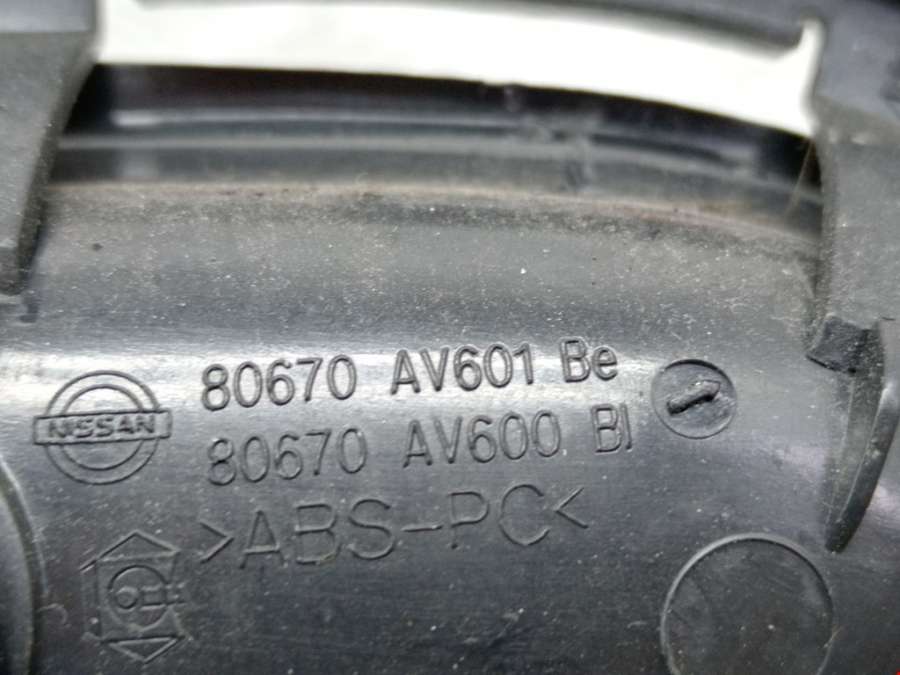 NISSAN
80670 AV601 Be
80670 AV600 Bl
>ABS-PC<